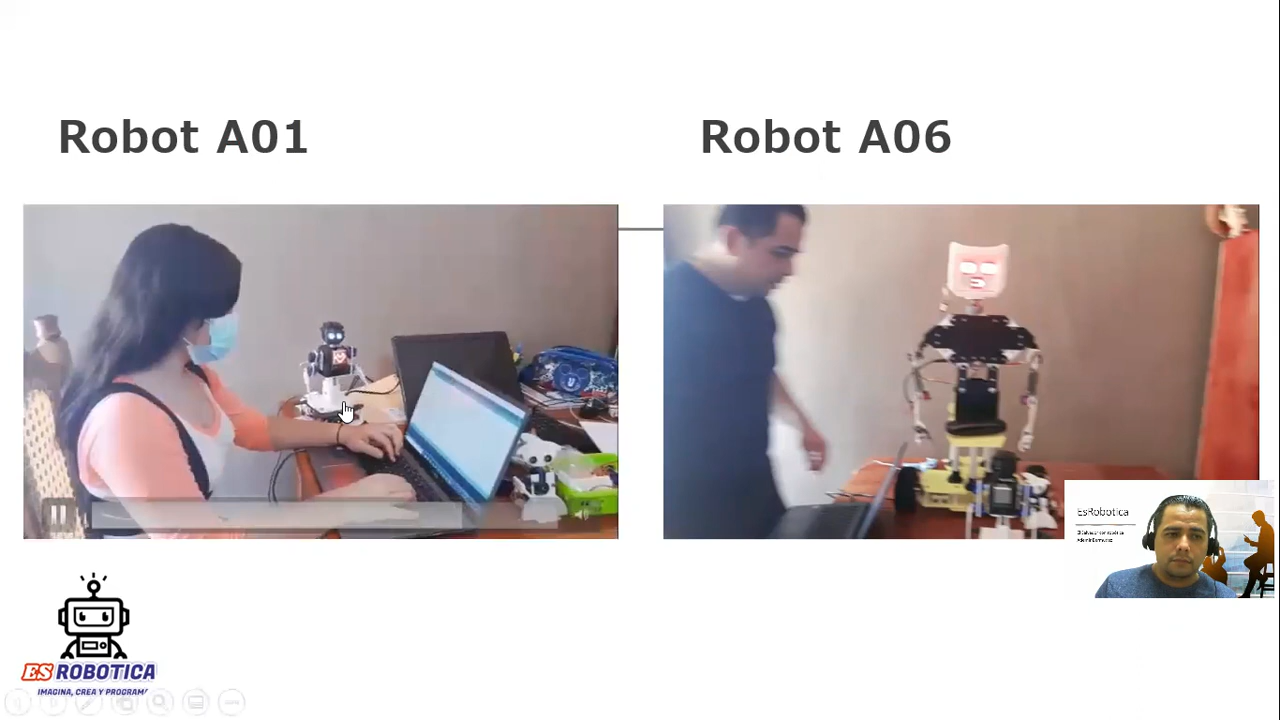 Robot A01
Robot A06
EsRobotica
ES ROBOTICA
IMAGINA, CREA Y PROGRAMA